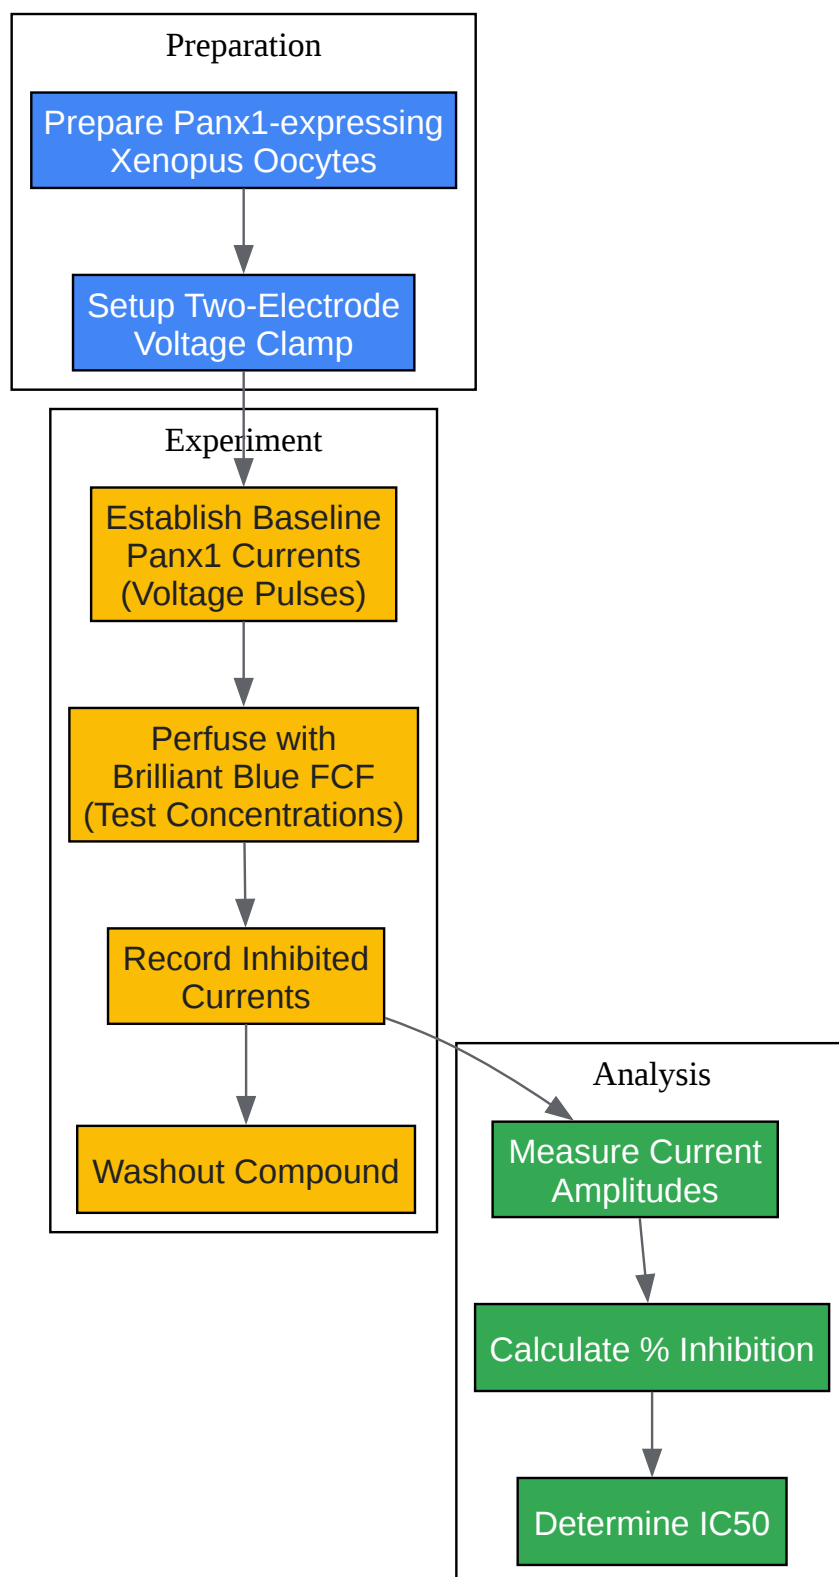 Preparation
Prepare Panx1-expressing
Xenopus Oocytes
Setup Two-Electrode
Voltage Clamp
Experiment
Establish Baseline
Panx1 Currents
(Voltage Pulses)
Perfuse with
Brilliant Blue FCF
(Test Concentrations)
Record Inhibited
Currents
Washout Compound
Analysis
Measure Current
Amplitudes
Calculate % Inhibition
Determine IC50